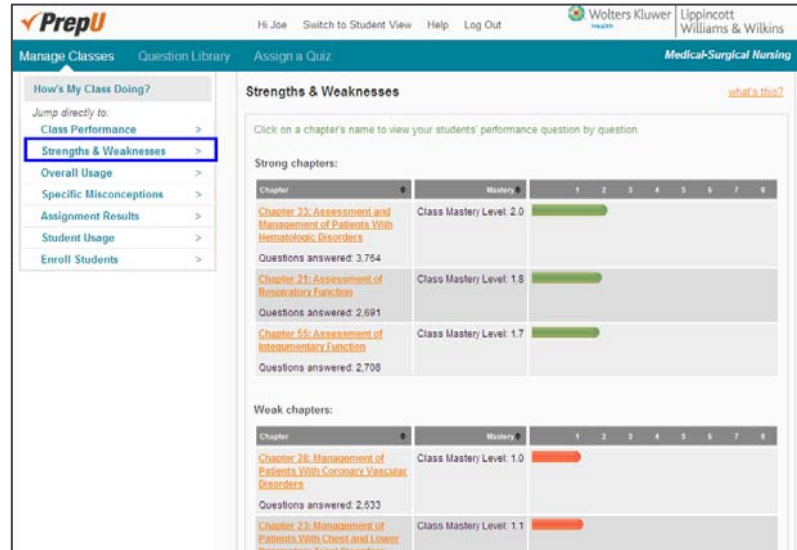 PrepU
Hi Joe Switch to Student View Help Log Out
Wolters Kluwer
Health
Lippincott
Williams & Wilkins
Manage Classes Question Library Assign a Quiz Medical-Surgical Nursing
How's My Class Doing?
Jump directly to:
Class Performance >
Strengths & Weaknesses >
Overall Usage >
Specific Misconceptions >
Assignment Results >
Student Usage >
Enroll Students >
Strengths & Weaknesses what's this?
Click on a chapter's name to view your students' performance question by question
Strong chapters:
Chapter Mastery 1 2 3 4 5 6 7 8
Chapter 33: Assessment and Class Mastery Level: 2.0
Management of Patients With
Hematologic Disorders
Questions answered: 3,764
Chapter 21: Assessment of Class Mastery Level: 1.8
Respiratory Function
Questions answered: 2,691
Chapter 55: Assessment of Class Mastery Level: 1.7
Integumentary Function
Questions answered: 2,708
Weak chapters:
Chapter Mastery 1 2 3 4 5 6 7 8
Chapter 28: Management of Class Mastery Level: 1.0
Patients With Coronary Vascular
Disorders
Questions answered: 2,633
Chapter 23: Management of Class Mastery Level: 1.1
Patients With Chest and Lower